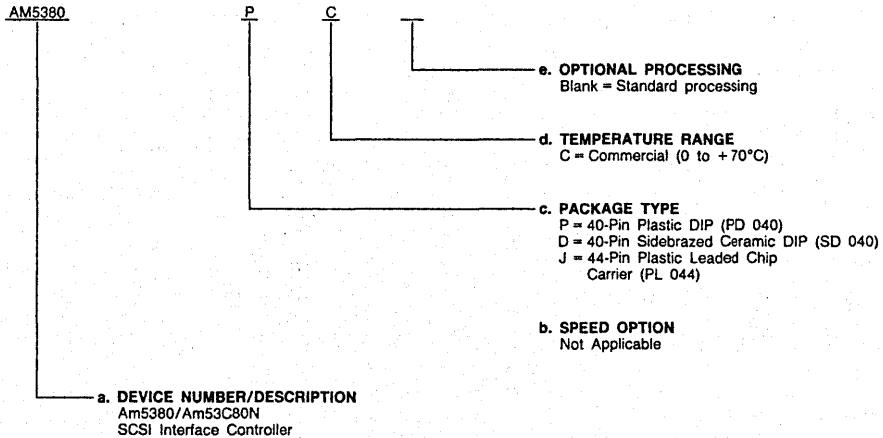 AM5380 P C
e. OPTIONAL PROCESSING
Blank = Standard processing
d. TEMPERATURE RANGE
C = Commercial (0 to +70°C)
c. PACKAGE TYPE
P = 40-Pin Plastic DIP (PD 040)
D = 40-Pin Sidebrazed Ceramic DIP (SD 040)
J = 44-Pin Plastic Leaded Chip
Carrier (PL 044)
b. SPEED OPTION
Not Applicable
a. DEVICE NUMBER/DESCRIPTION
Am5380/Am53C80N
SCSI Interface Controller